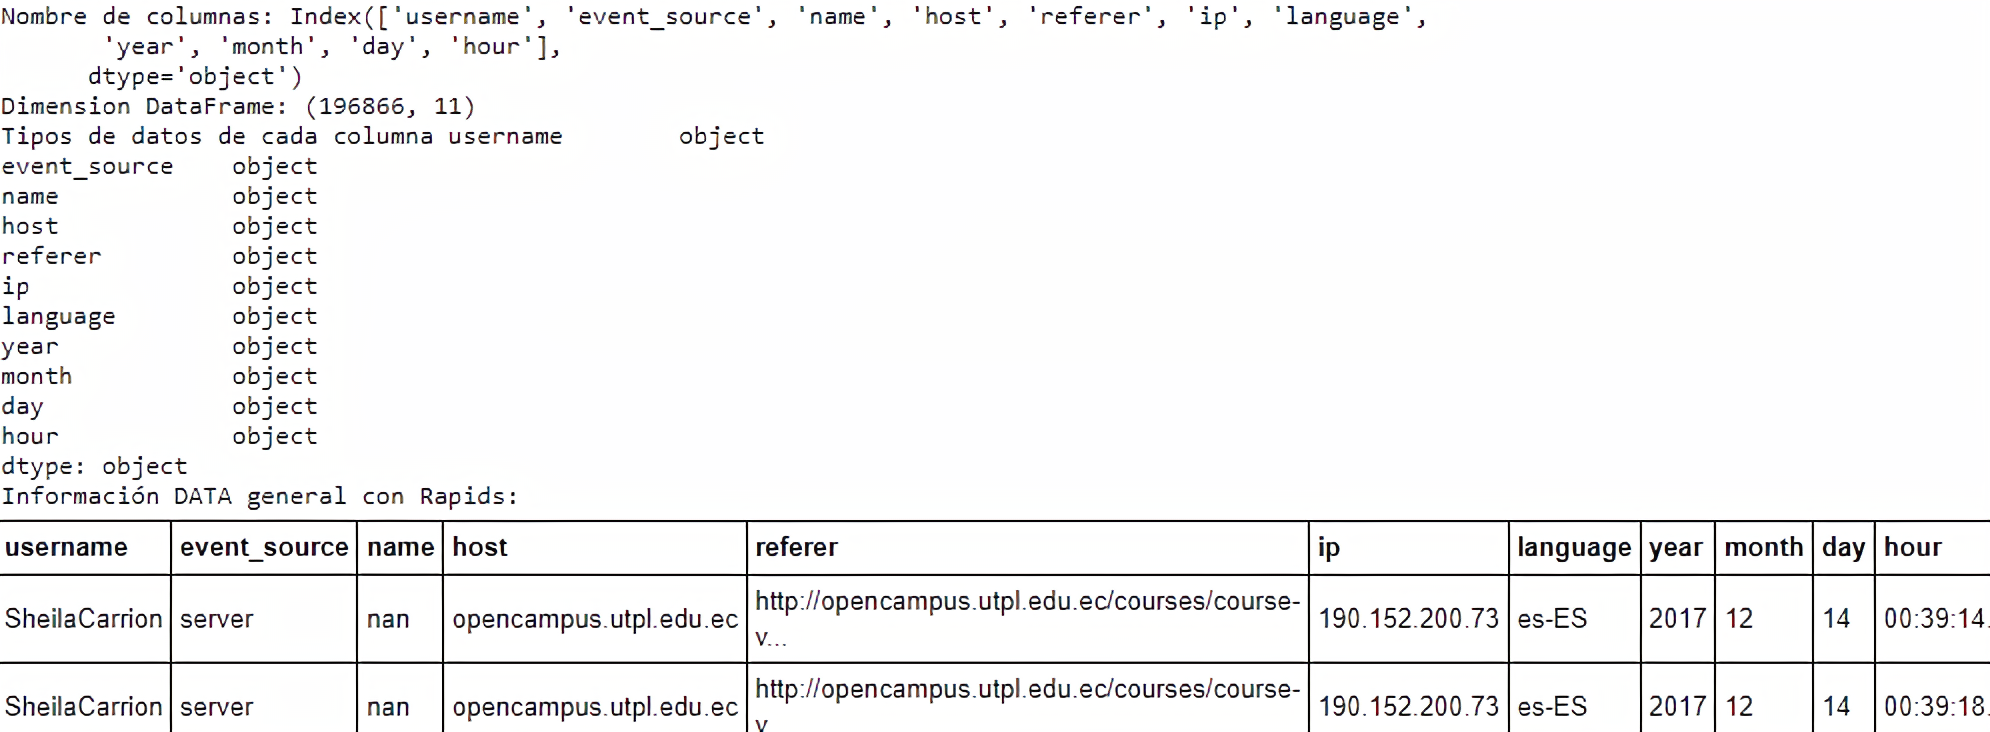 Nombre de columnas: Index(['username', 'event_source', 'name', 'host', 'referer', 'ip', 'language',
'year', 'month', 'day', 'hour'],
dtype='object')
Dimension DataFrame: (196866, 11)
Tipos de datos de cada columna username object
event_source object
name object
host object
referer object
ip object
language object
year object
month object
day object
hour object
dtype: object
Información DATA general con Rapids:
username event_source name host referer ip language year month day hour
SheilaCarrion server nan opencampus.utpl.edu.ec http://opencampus.utpl.edu.ec/courses/course-
v... 190.152.200.73 es-ES 2017 12 14 00:39:14.
SheilaCarrion server nan opencampus.utpl.edu.ec http://opencampus.utpl.edu.ec/courses/course-
v 190.152.200.73 es-ES 2017 12 14 00:39:18.